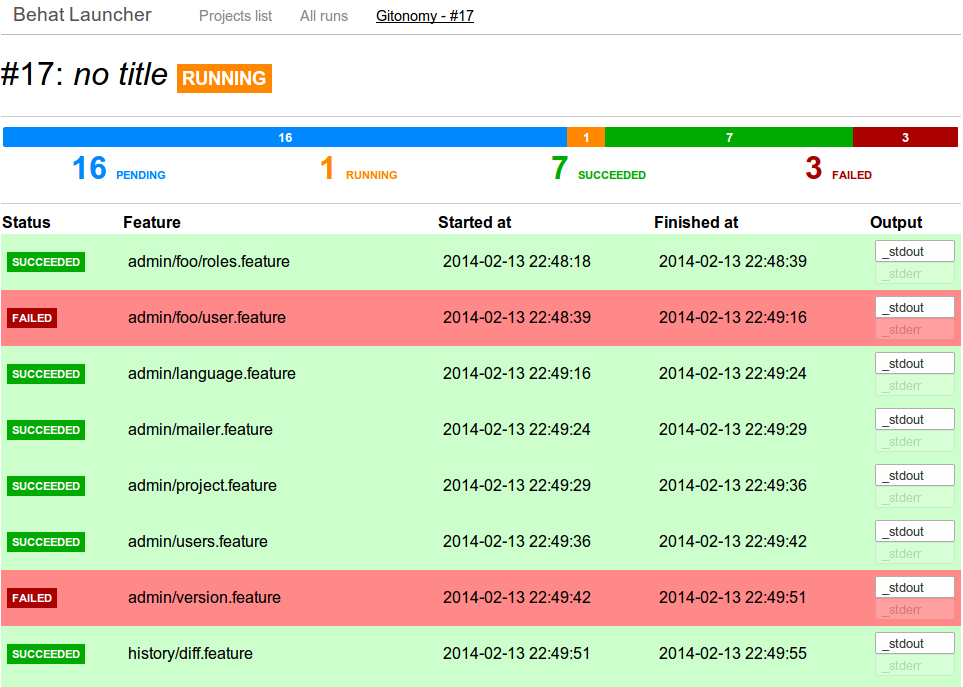 Behat Launcher Projects list All runs Gitonomy - #17
#17: no title RUNNING
16 1 7 3
16 PENDING 1 RUNNING 7 SUCCEEDED 3 FAILED
Status Feature Started at Finished at Output
SUCCEEDED admin/foo/roles.feature 2014-02-13 22:48:18 2014-02-13 22:48:39 _stdout
_stderr
FAILED admin/foo/user.feature 2014-02-13 22:48:39 2014-02-13 22:49:16 _stdout
_stderr
SUCCEEDED admin/language.feature 2014-02-13 22:49:16 2014-02-13 22:49:24 _stdout
_stderr
SUCCEEDED admin/mailer.feature 2014-02-13 22:49:24 2014-02-13 22:49:29 _stdout
_stderr
SUCCEEDED admin/project.feature 2014-02-13 22:49:29 2014-02-13 22:49:36 _stdout
_stderr
SUCCEEDED admin/users.feature 2014-02-13 22:49:36 2014-02-13 22:49:42 _stdout
_stderr
FAILED admin/version.feature 2014-02-13 22:49:42 2014-02-13 22:49:51 _stdout
_stderr
SUCCEEDED history/diff.feature 2014-02-13 22:49:51 2014-02-13 22:49:55 _stdout
_stderr